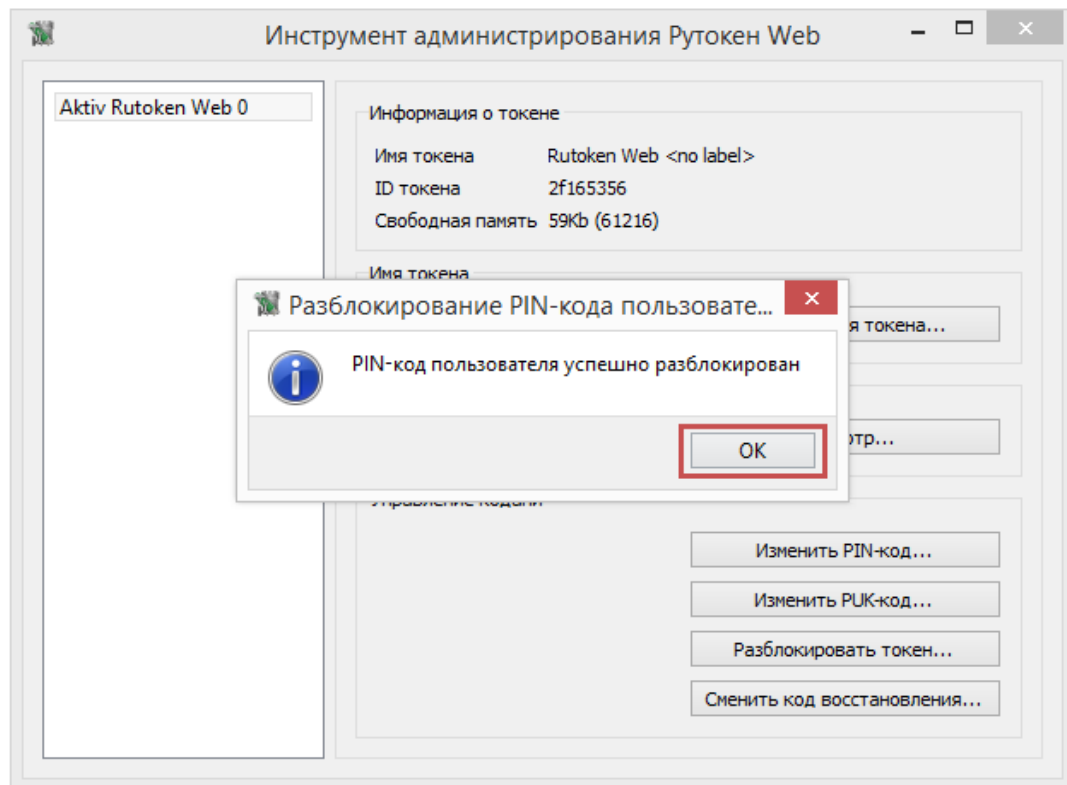 Инструмент администрирования Рутокен Web
Aktiv Rutoken Web 0
Информация о токене
Имя токена Rutoken Web <no label>
ID токена 2f165356
Свободная память 59Kb (61216)
Имя токена
я токена...
Разблокирование PIN-кода пользовате...
PIN-код пользователя успешно разблокирован
OK
отр...
Управление кодами
Изменить PIN-код...
Изменить PUK-код...
Разблокировать токен...
Сменить код восстановления...